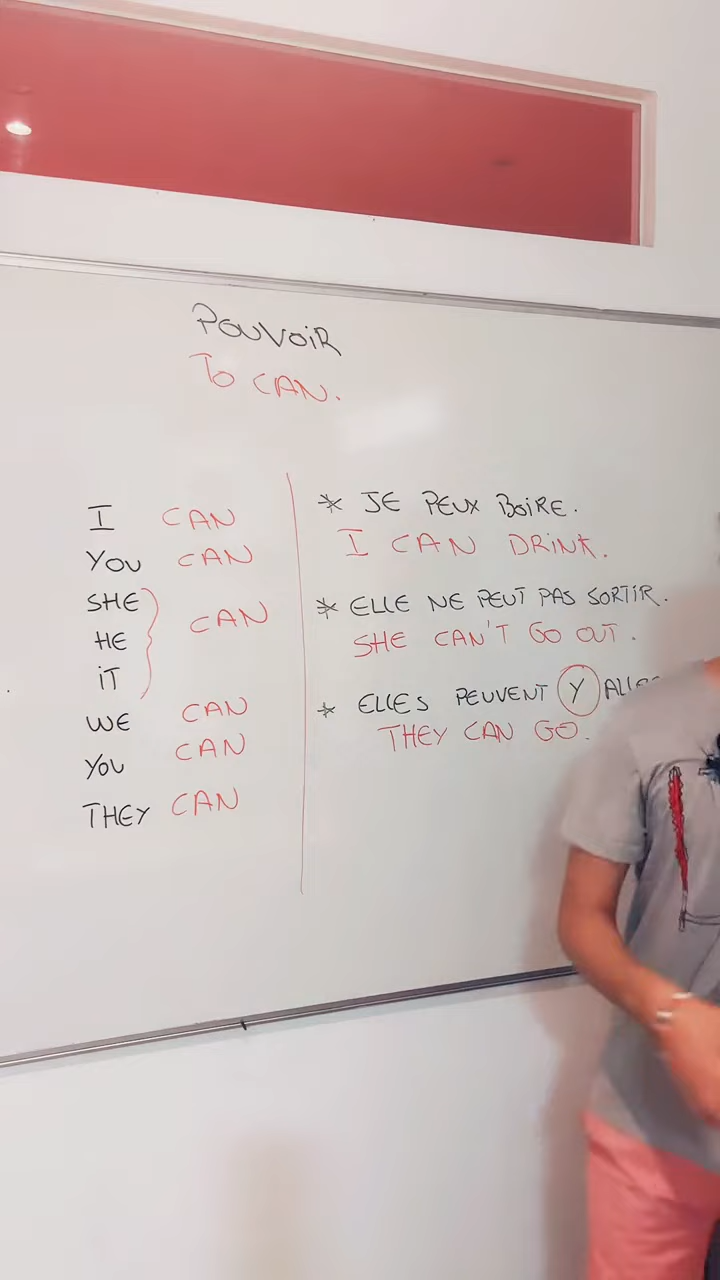 POUVOIR
TO CAN.
I CAN
YOU CAN
SHE
HE CAN
IT
WE CAN
YOU CAN
THEY CAN
* JE PEUX BOIRE.
I CAN DRINK.
* ELLE NE PEUT PAS SORTIR.
SHE CAN'T GO OUT.
* ELLES PEUVENT Y ALLE
THEY CAN GO.